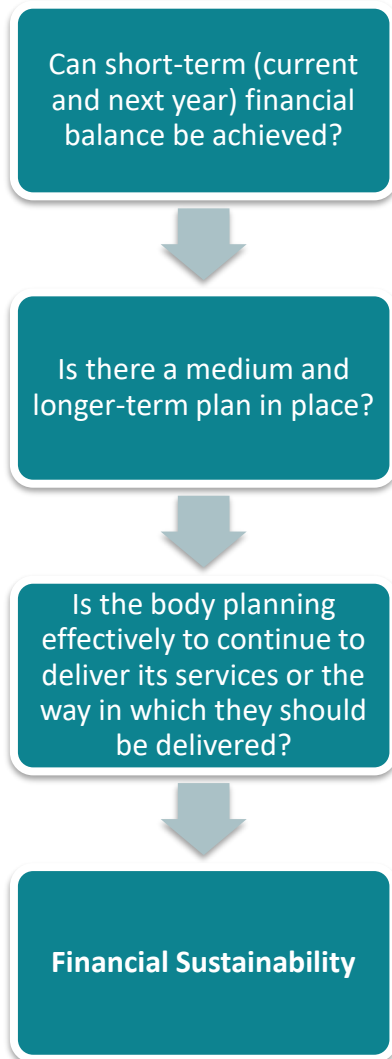 Can short-term (current
and next year) financial
balance be achieved?
Is there a medium and
longer-term plan in place?
Is the body planning
effectively to continue to
deliver its services or the
way in which they should
be delivered?
Financial Sustainability